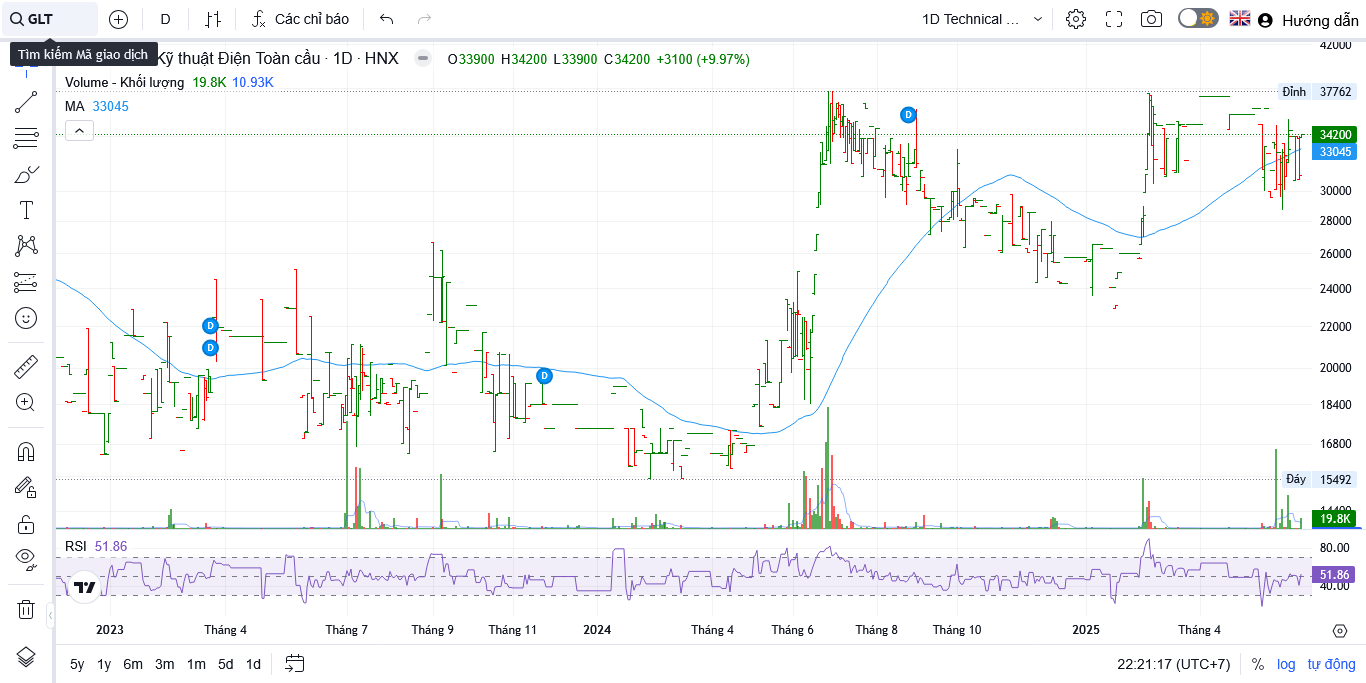 GLT
D
Các chỉ báo
1D Technical ...
Hướng dẫn
Tìm kiếm Mã giao dịch
Kỹ thuật Điện Toàn cầu · 1D · HNX
O33900 H34200 L33900 C34200 +3100 (+9.97%)
Volume - Khối lượng 19.8K 10.93K
MA 33045
42000
Đỉnh 37762
34200
33045
30000
28000
26000
24000
22000
20000
18400
16800
Đáy 15492
14400
19.8K
D
D
D
D
RSI 51.86
80.00
51.86
40.00
2023 Tháng 4 Tháng 7 Tháng 9 Tháng 11 2024 Tháng 4 Tháng 6 Tháng 8 Tháng 10 2025 Tháng 4
5y 1y 6m 3m 1m 5d 1d
22:21:17 (UTC+7) % log tự động